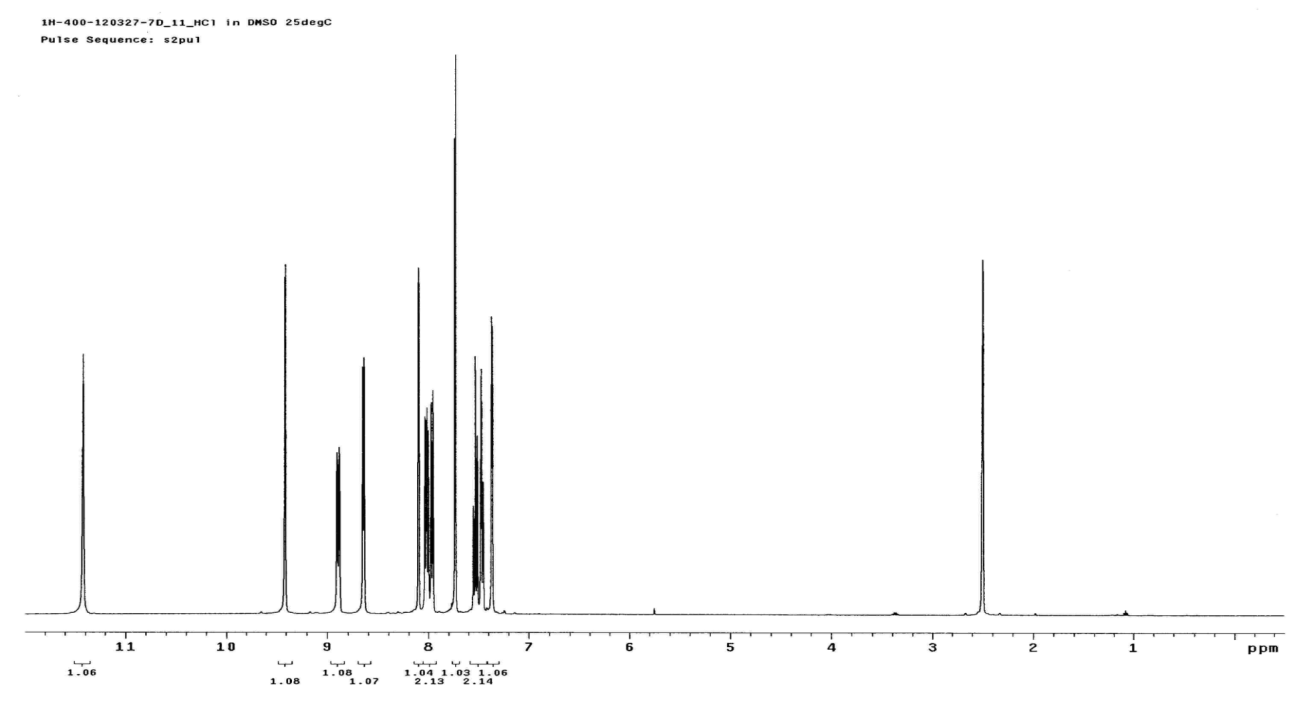 1H-400-120327-7D_11_HCl in DMSO 25degC
Pulse Sequence: s2pul
11 10 9 8 7 6 5 4 3 2 1 ppm
1.06 1.08 1.04 1.03 1.06
1.08 1.07 2.13 2.14